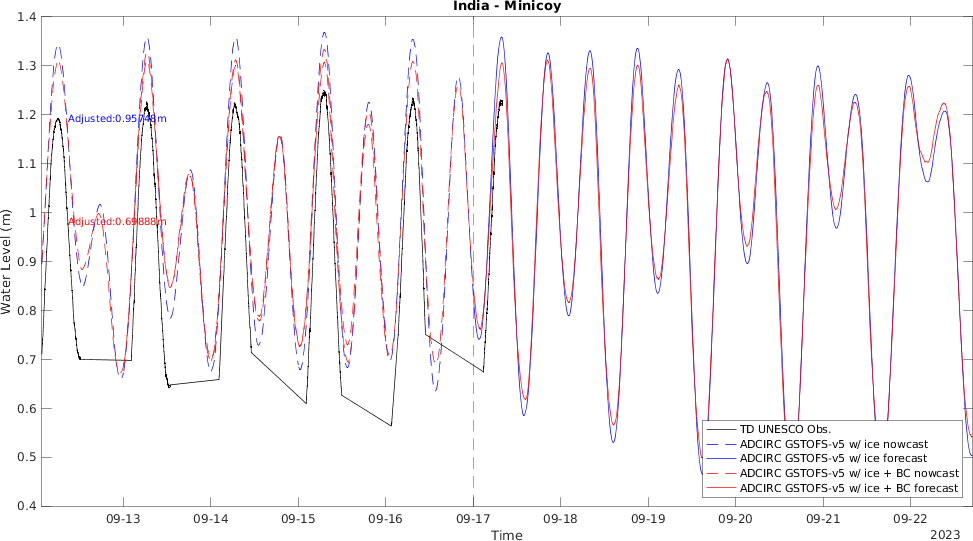 India - Minicoy
1.4
1.3
1.2
1.1
1
0.9
0.8
0.7
0.6
0.5
0.4
Water Level (m)
Adjusted:0.95748m
Adjusted:0.69888m
TD UNESCO Obs.
ADCIRC GSTOFS-v5 w/ ice nowcast
ADCIRC GSTOFS-v5 w/ ice forecast
ADCIRC GSTOFS-v5 w/ ice + BC nowcast
ADCIRC GSTOFS-v5 w/ ice + BC forecast
09-13 09-14 09-15 09-16 09-17 09-18 09-19 09-20 09-21 09-22
Time
2023